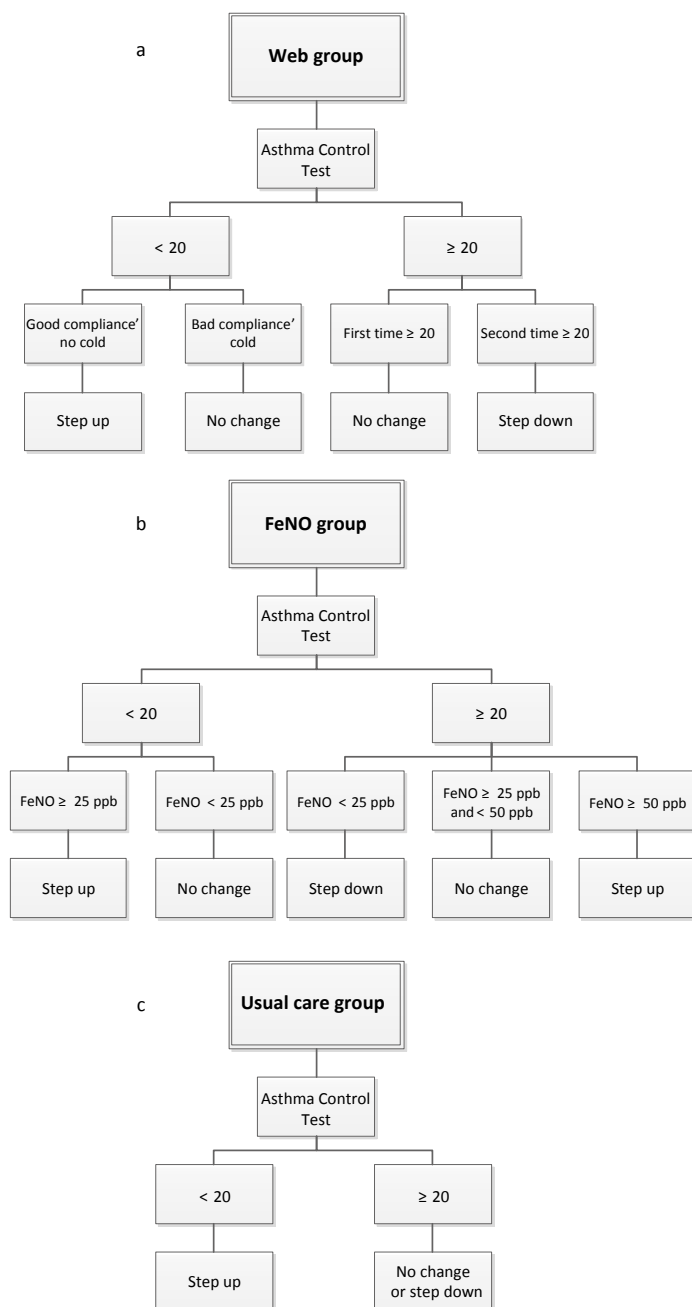 a
Web group
Asthma Control
Test
< 20
≥ 20
Good compliance’
no cold
Bad compliance’
cold
First time ≥ 20
Second time ≥ 20
Step up
No change
No change
Step down
b
FeNO group
Asthma Control
Test
< 20
≥ 20
FeNO ≥ 25 ppb
FeNO < 25 ppb
FeNO < 25 ppb
FeNO ≥ 25 ppb
and < 50 ppb
FeNO ≥ 50 ppb
Step up
No change
Step down
No change
Step up
c
Usual care group
Asthma Control
Test
< 20
≥ 20
Step up
No change
or step down